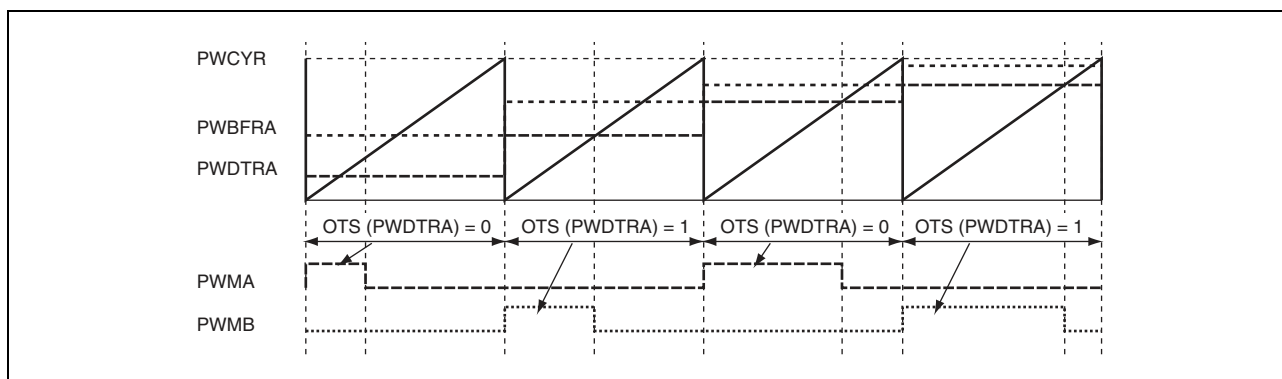 PWCYR
PWBFRA
PWDTRA
OTS (PWDTRA) = 0 OTS (PWDTRA) = 1 OTS (PWDTRA) = 0 OTS (PWDTRA) = 1
PWMA
PWMB